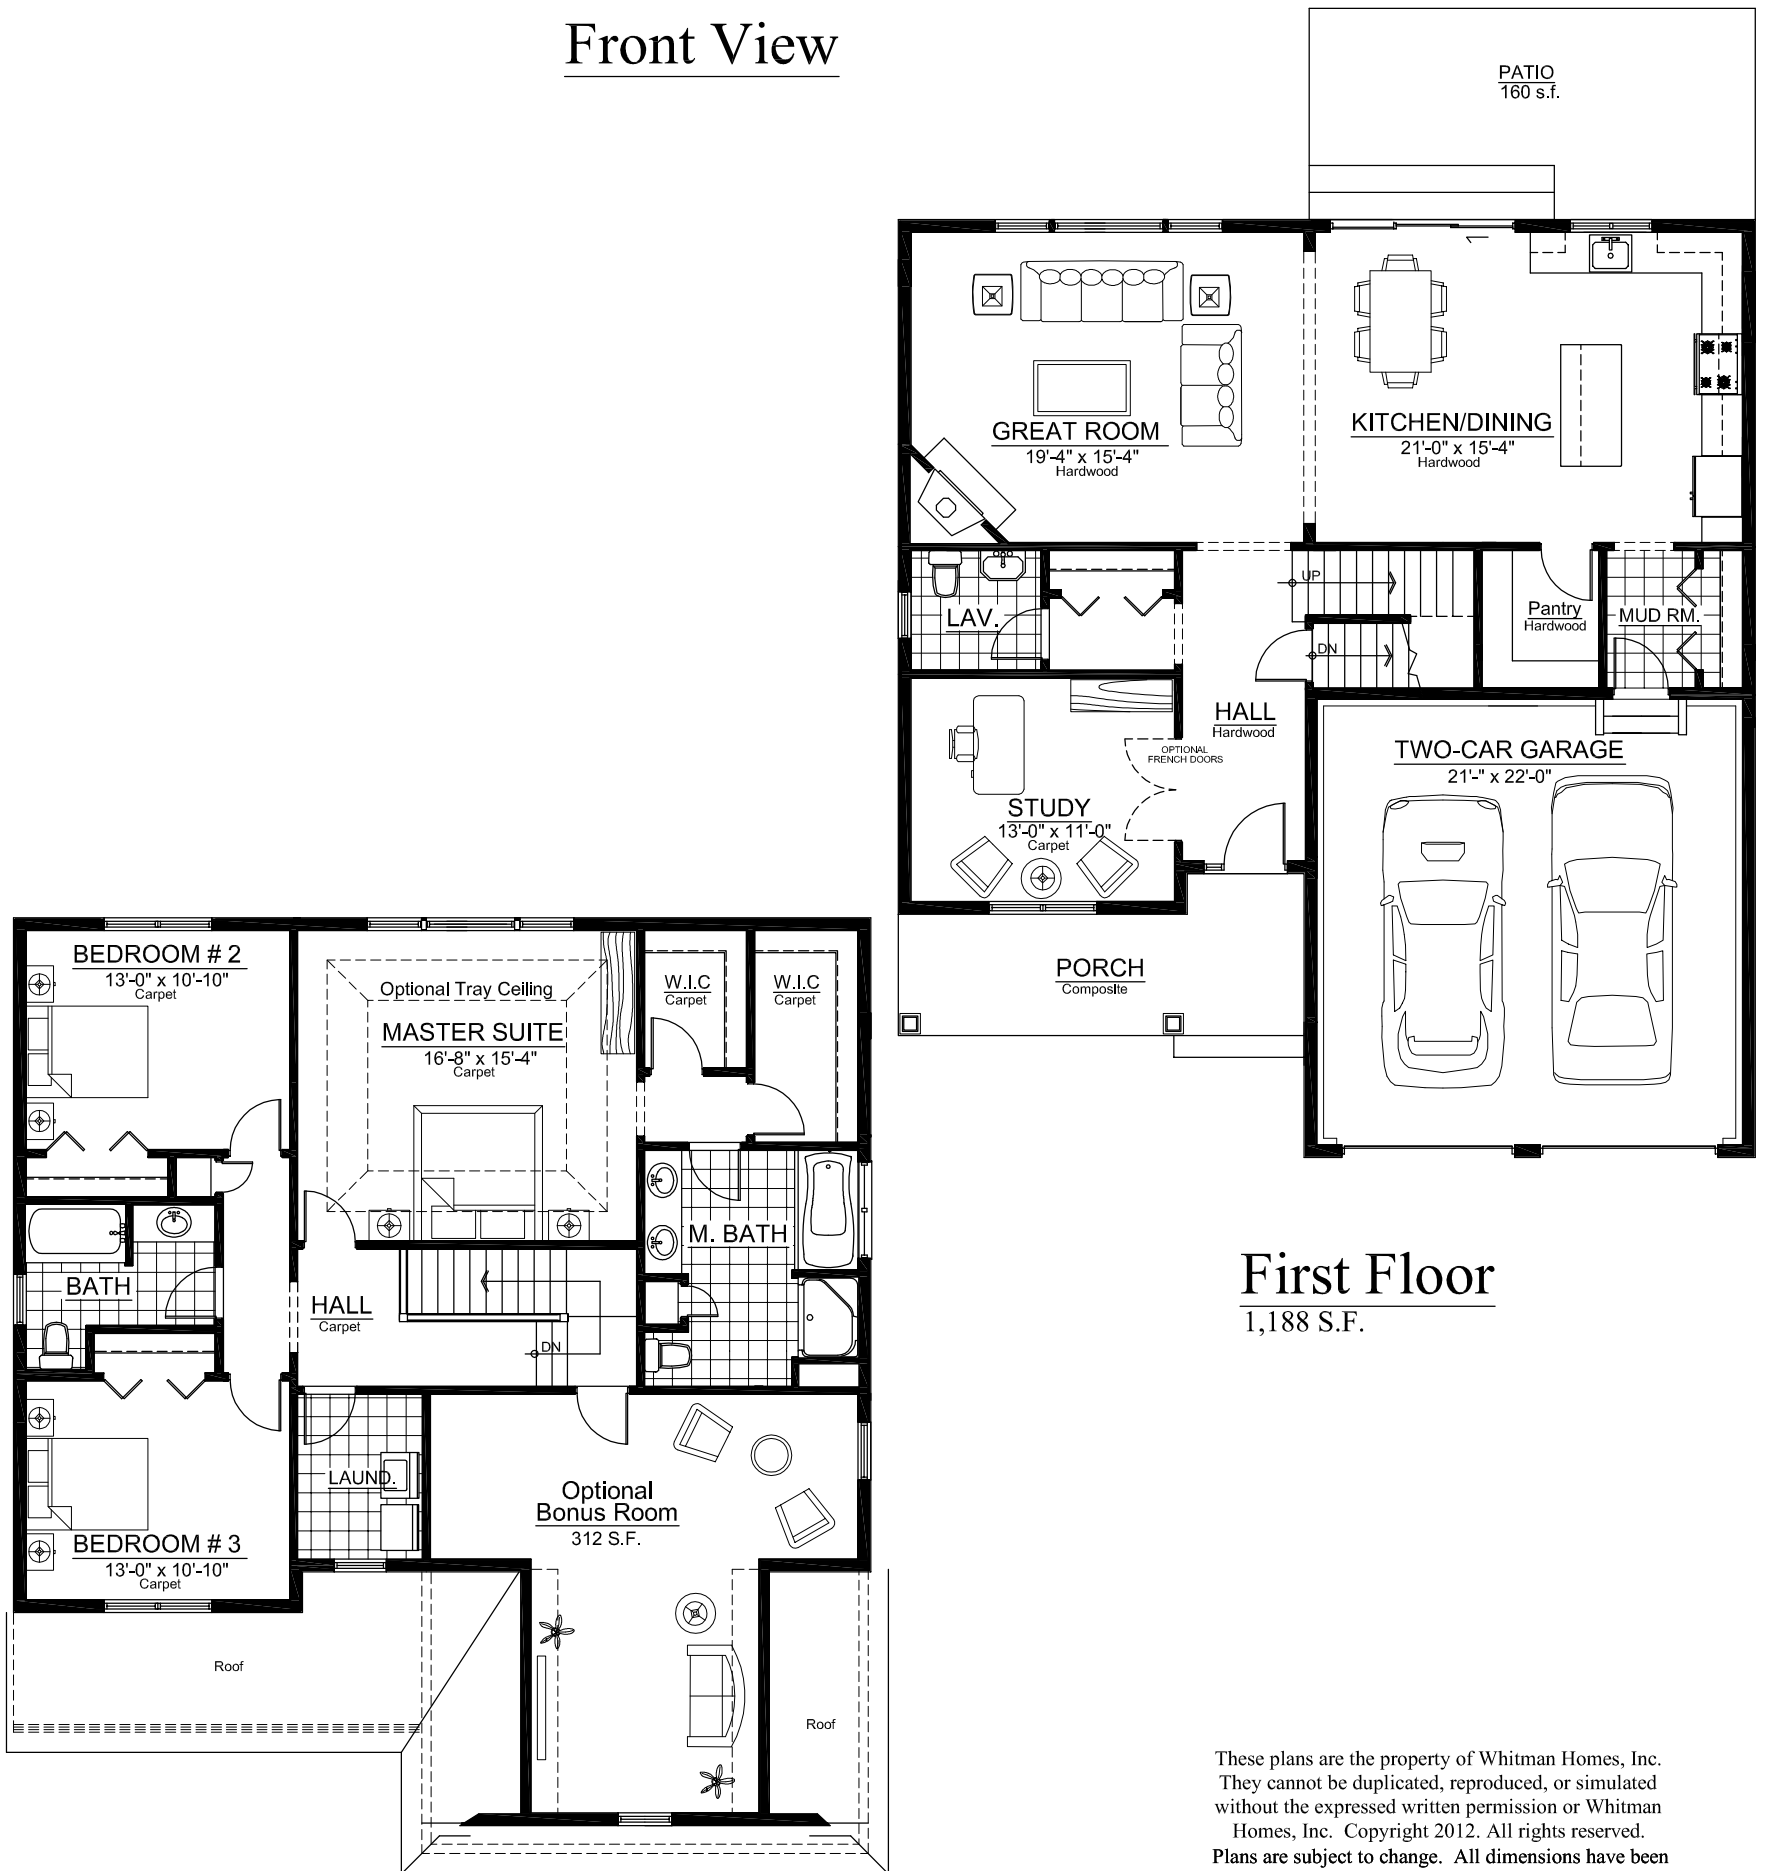 Front View
PATIO
160 s.f.
GREAT ROOM
19'-4" x 15'-4"
Hardwood
KITCHEN/DINING
21'-0" x 15'-4"
Hardwood
UP
LAV.
Pantry
Hardwood
MUD RM.
DN
HALL
Hardwood
OPTIONAL
FRENCH DOORS
TWO-CAR GARAGE
21'-" x 22'-0"
STUDY
13'-0" x 11'-0"
Carpet
PORCH
Composite
First Floor
1,188 S.F.
BEDROOM # 2
13'-0" x 10'-10"
Carpet
Optional Tray Ceiling
MASTER SUITE
16'-8" x 15'-4"
Carpet
W.I.C
Carpet
W.I.C
Carpet
M. BATH
BATH
HALL
Carpet
DN
LAUND.
Optional
Bonus Room
312 S.F.
BEDROOM # 3
13'-0" x 10'-10"
Carpet
Roof
Roof
These plans are the property of Whitman Homes, Inc.
They cannot be duplicated, reproduced, or simulated
without the expressed written permission or Whitman
Homes, Inc. Copyright 2012. All rights reserved.
Plans are subject to change. All dimensions have been